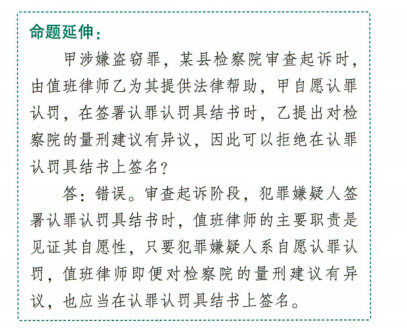 命题延伸：
甲涉嫌盗窃罪，某县检察院审查起诉时，
由值班律师乙为其提供法律帮助，甲自愿认罪
认罚，在签署认罪认罚具结书时，乙提出对检
察院的量刑建议有异议，因此可以拒绝在认罪
认罚具结书上签名？
答：错误。审查起诉阶段，犯罪嫌疑人签
署认罪认罚具结书时，值班律师的主要职责是
见证其自愿性，只要犯罪嫌疑人系自愿认罪认
罚，值班律师即便对检察院的量刑建议有异
议，也应当在认罪认罚具结书上签名。